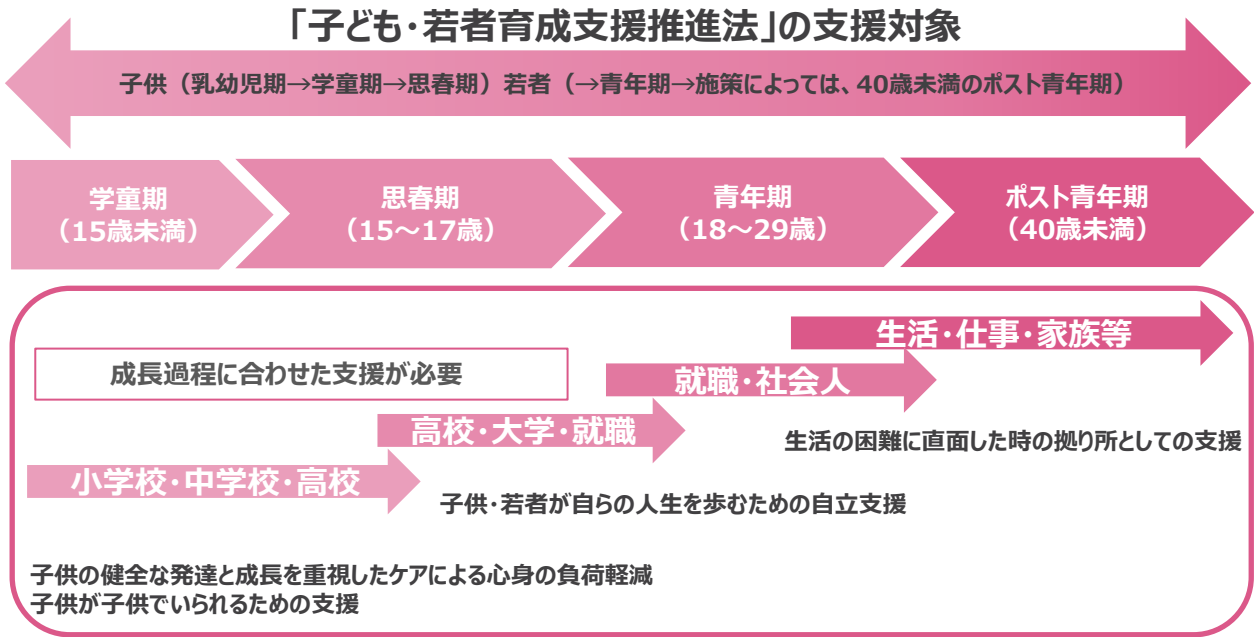 「子ども・若者育成支援推進法」の支援対象
子供（乳幼児期→学童期→思春期）若者（→青年期→施策によっては、40歳未満のポスト青年期）
学童期
（15歳未満）
思春期
（15～17歳）
青年期
（18～29歳）
ポスト青年期
（40歳未満）
生活・仕事・家族等
成長過程に合わせた支援が必要
就職・社会人
高校・大学・就職
生活の困難に直面した時の拠り所としての支援
小学校・中学校・高校
子供・若者が自らの人生を歩むための自立支援
子供の健全な発達と成長を重視したケアによる心身の負荷軽減
子供が子供でいられるための支援